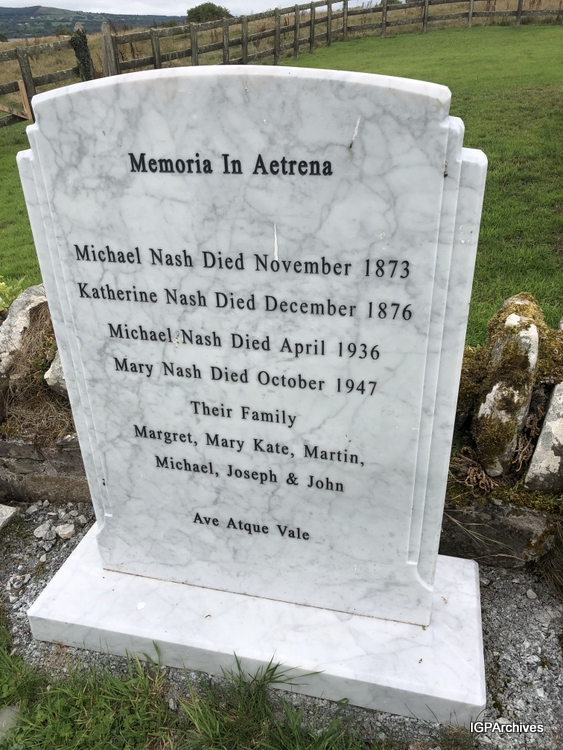 Memoria In Aetrena
Michael Nash Died November 1873
Katherine Nash Died December 1876
Michael Nash Died April 1936
Mary Nash Died October 1947
Their Family
Margret, Mary Kate, Martin,
Michael, Joseph & John
Ave Atque Vale
IGPArchives